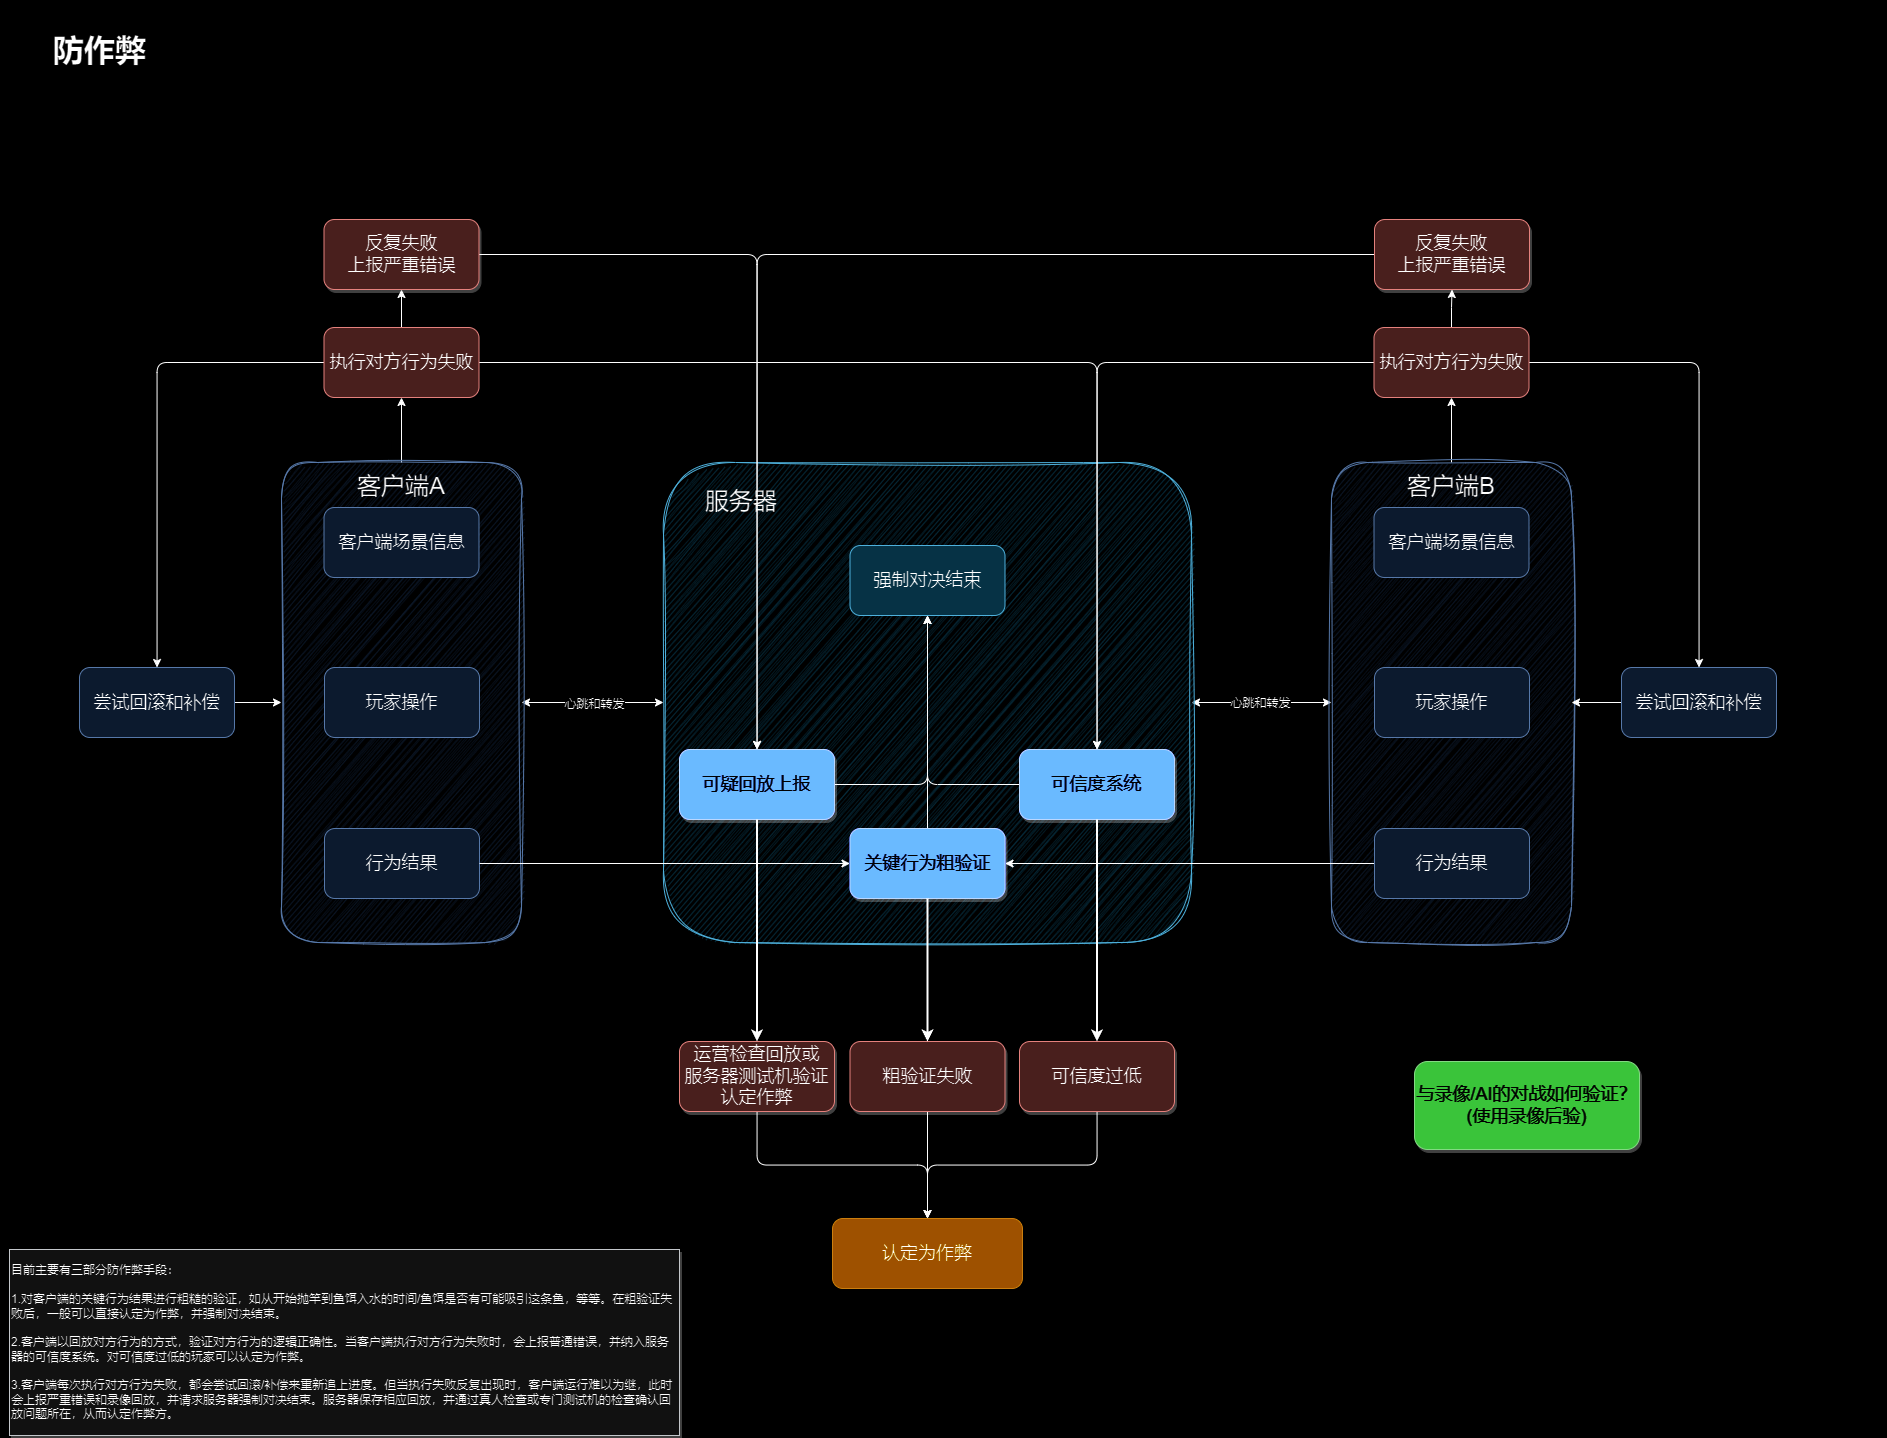 防作弊
反复失败
上报严重错误
反复失败
上报严重错误
执行对方行为失败
执行对方行为失败
客户端A
服务器
客户端B
客户端场景信息
强制对决结束
客户端场景信息
尝试回滚和补偿
玩家操作
心跳和转发
心跳和转发
玩家操作
尝试回滚和补偿
可疑回放上报
可信度系统
行为结果
关键行为粗验证
行为结果
运营检查回放或
服务器测试机验证
认定作弊
粗验证失败
可信度过低
与录像/AI的对战如何验证?
(使用录像后验)
认定为作弊
目前主要有三部分防作弊手段：
1.对客户端的关键行为结果进行粗糙的验证，如从开始抛竿到鱼饵入水的时间/鱼饵是否有可能吸引这条鱼，等等。在粗验证失
败后，一般可以直接认定为作弊，并强制对决结束。
2.客户端以回放对方行为的方式，验证对方行为的逻辑正确性。当客户端执行对方行为失败时，会上报普通错误，并纳入服务
器的可信度系统。对可信度过低的玩家可以认定为作弊。
3.客户端每次执行对方行为失败，都会尝试回滚/补偿来重新追上进度。但当执行失败反复出现时，客户端运行难以为继，此时
会上报严重错误和录像回放，并请求服务器强制对决结束。服务器保存相应回放，并通过真人检查或专门测试机的检查确认回
放问题所在，从而认定作弊方。